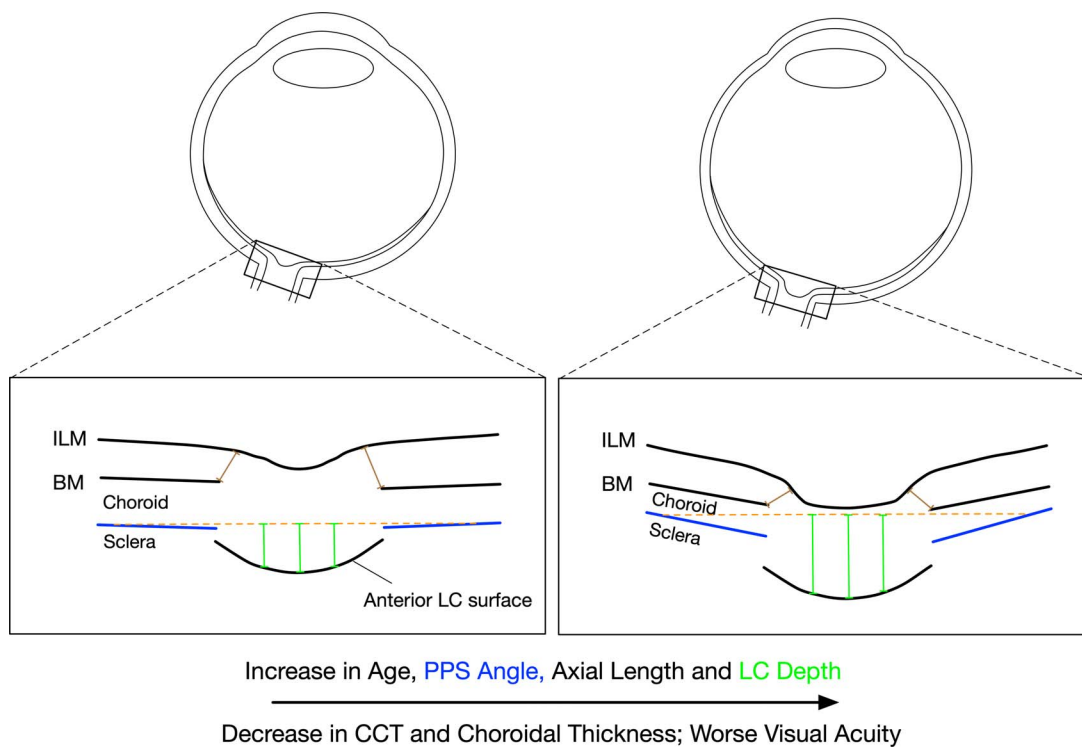 ILM
BM
Choroid
Sclera
Anterior LC surface
ILM
BM
Choroid
Sclera
Increase in Age, PPS Angle, Axial Length and LC Depth
Decrease in CCT and Choroidal Thickness; Worse Visual Acuity